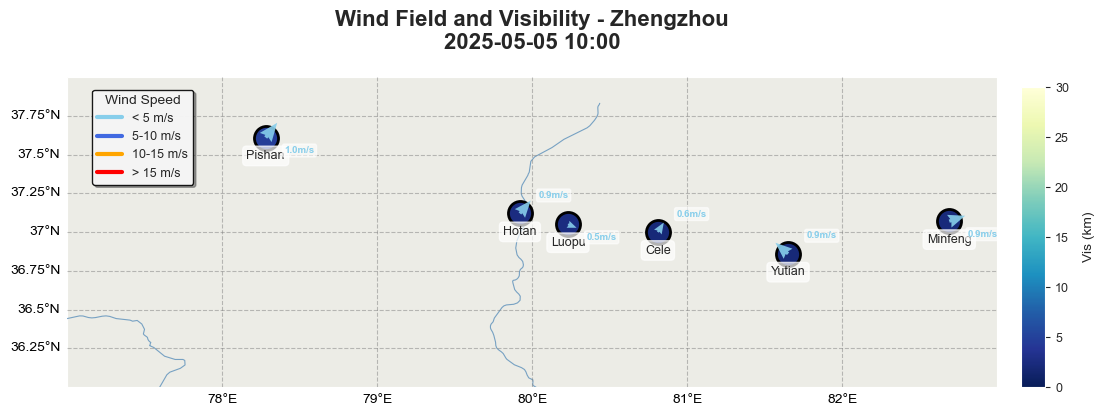 Wind Field and Visibility - Zhengzhou
2025-05-05 10:00
Wind Speed
< 5 m/s
5-10 m/s
10-15 m/s
> 15 m/s
37.75°N
37.5°N
37.25°N
37°N
36.75°N
36.5°N
36.25°N
78°E
79°E
80°E
81°E
82°E
Pishan
1.0m/s
Hotan
0.9m/s
Luopu
0.5m/s
Cele
0.6m/s
Yutian
0.9m/s
Minfeng
0.9m/s
30
25
20
15
10
5
0
Vis (km)